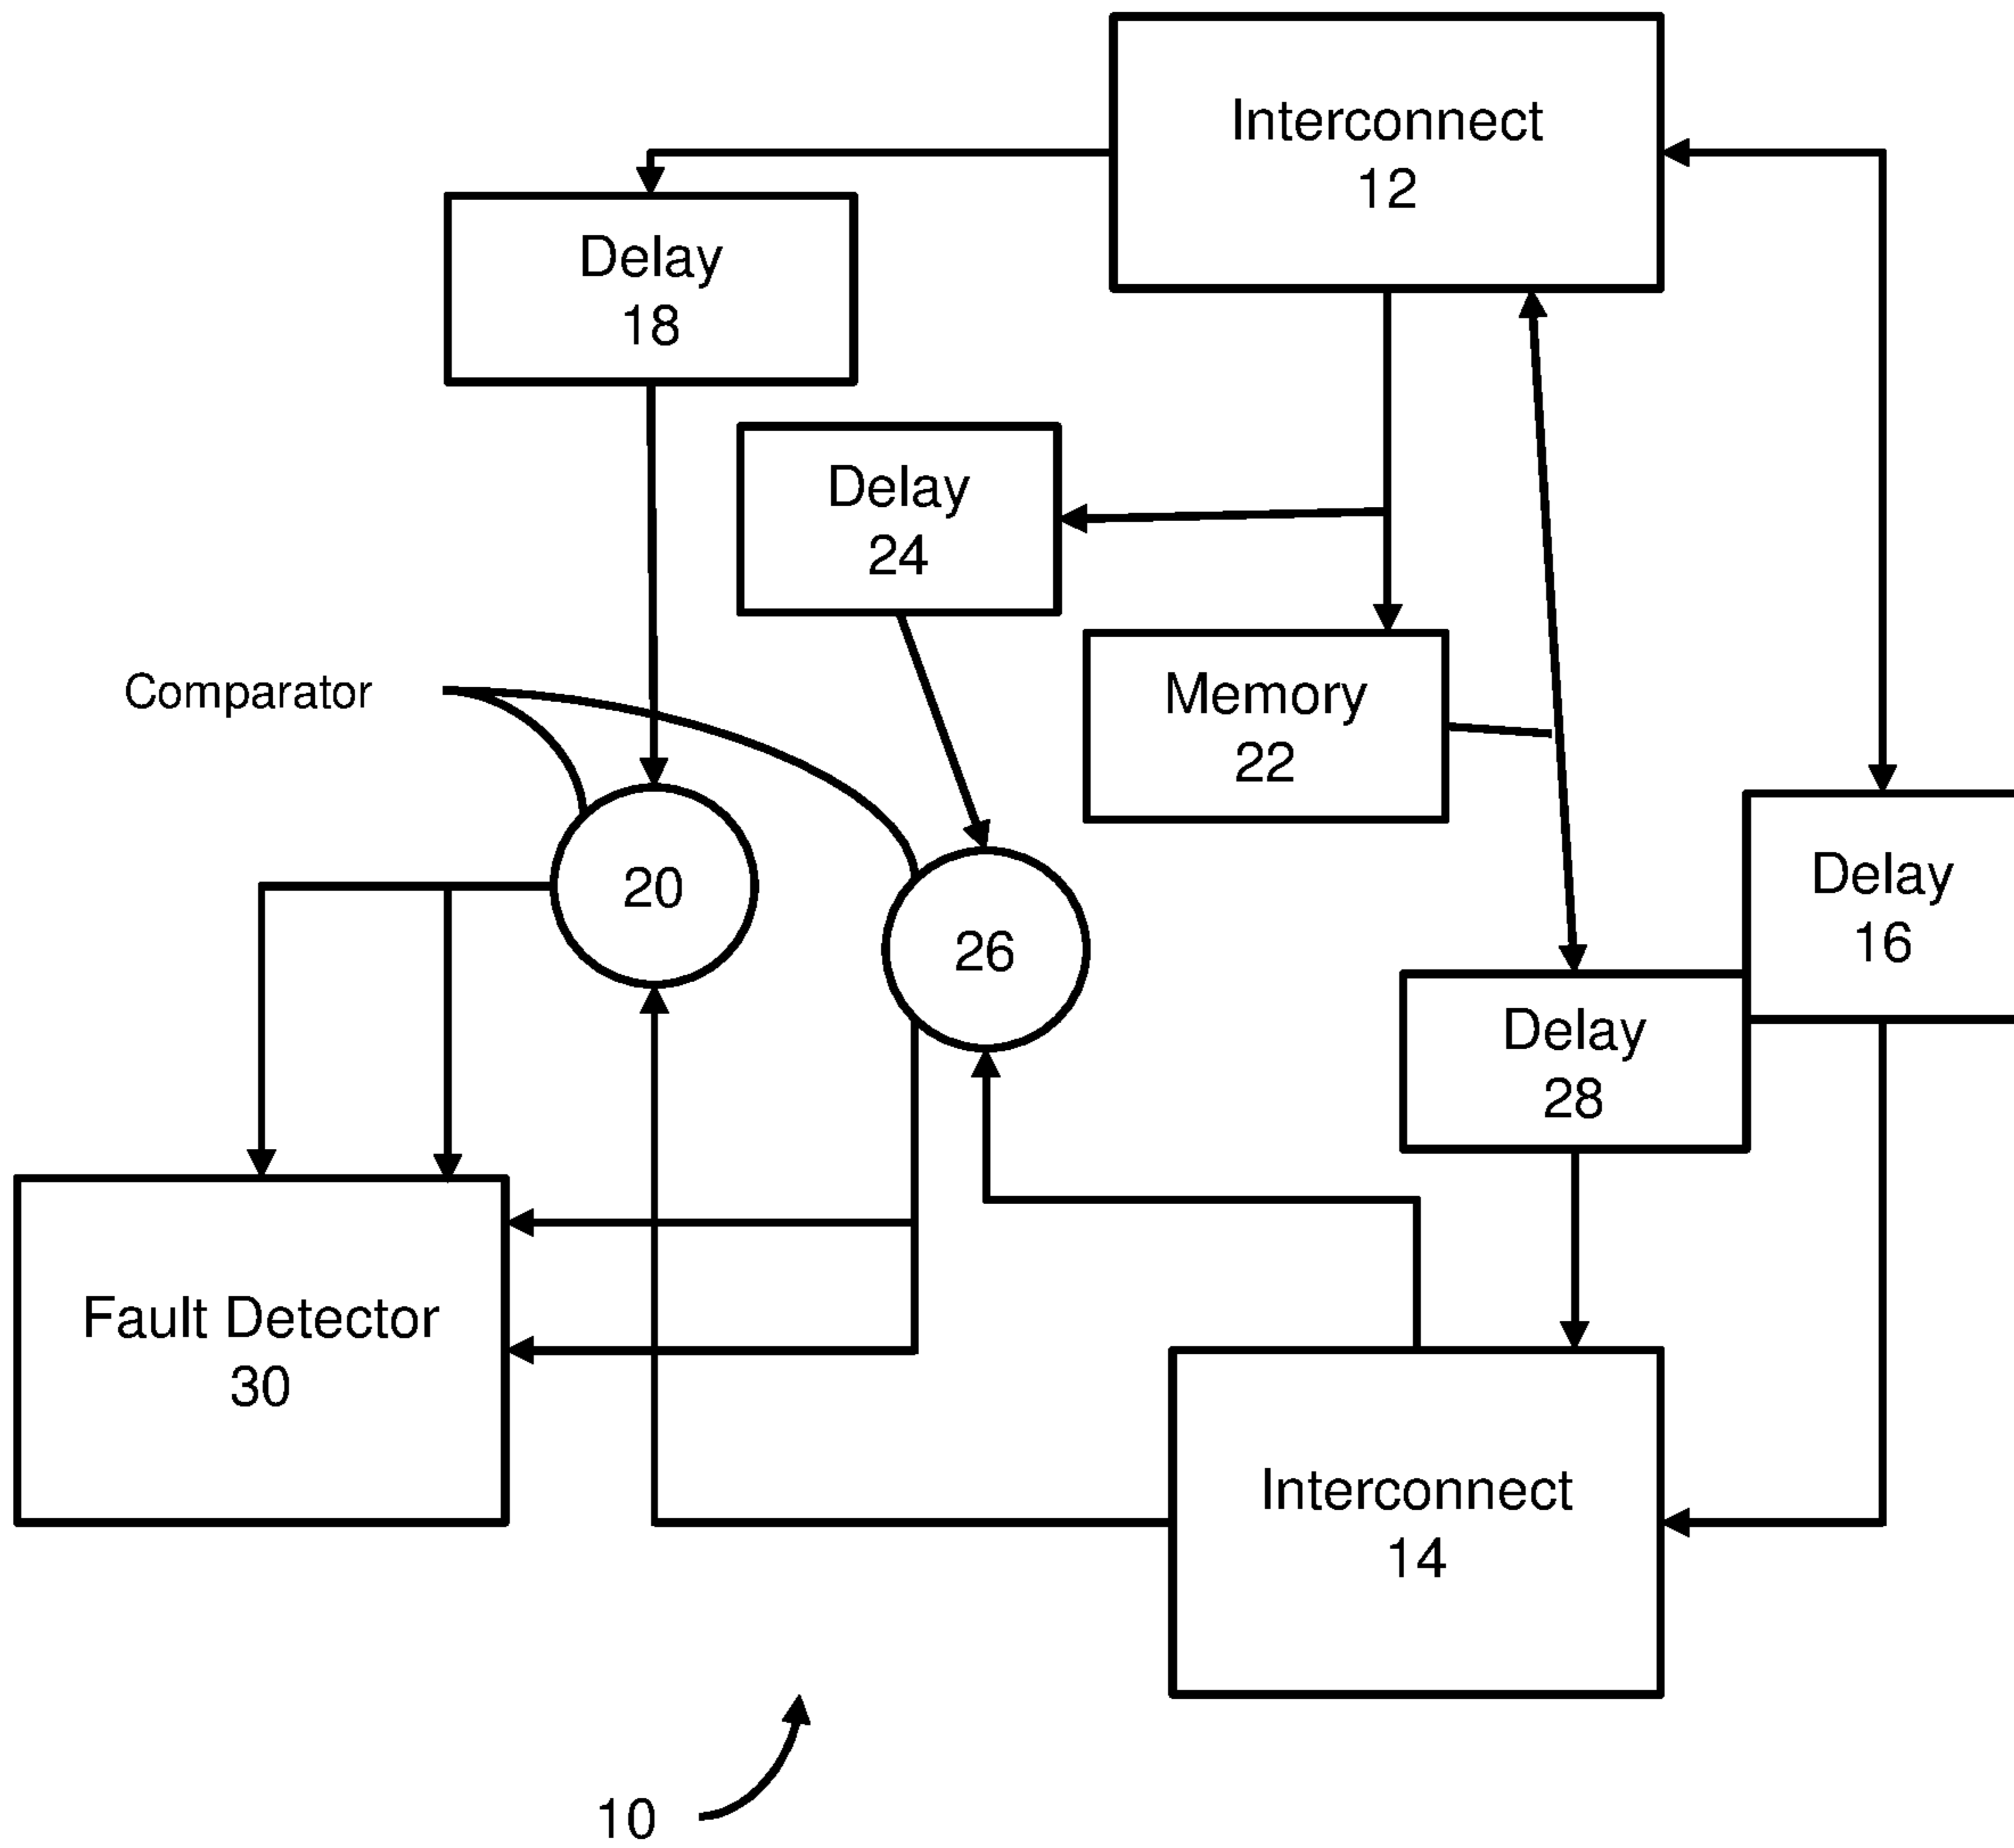 Interconnect
12
Delay
18
Delay
24
Comparator
Memory
22
20
26
Delay
16
Delay
28
Fault Detector
30
Interconnect
14
10